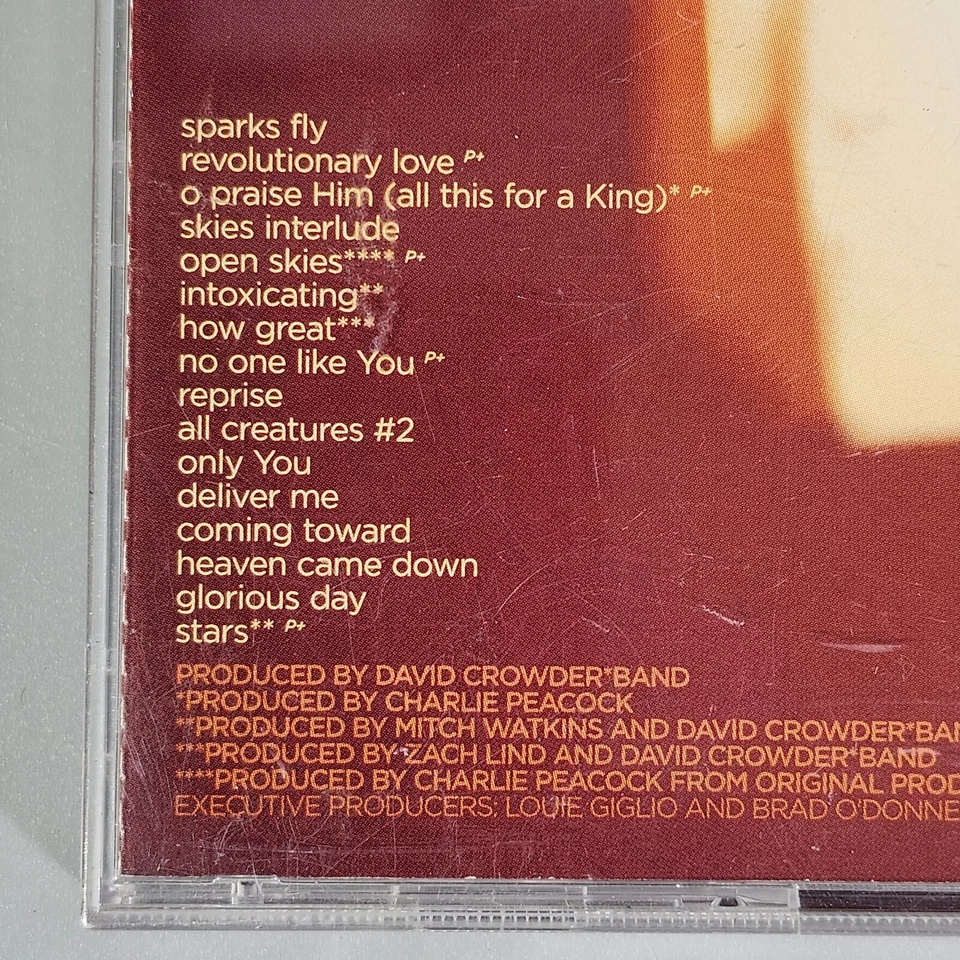 sparks fly
revolutionary love P+
o praise Him (all this for a King)* P+
skies interlude
open skies**** P+
intoxicating**
how great***
no one like You P+
reprise
all creatures #2
only You
deliver me
coming toward
heaven came down
glorious day
stars** P+
PRODUCED BY DAVID CROWDER*BAND
*PRODUCED BY CHARLIE PEACOCK
**PRODUCED BY MITCH WATKINS AND DAVID CROWDER*BAN
***PRODUCED BY ZACH LIND AND DAVID CROWDER*BAND
****PRODUCED BY CHARLIE PEACOCK FROM ORIGINAL PROD
EXECUTIVE PRODUCERS: LOUIE GIGLIO AND BRAD O'DONNE